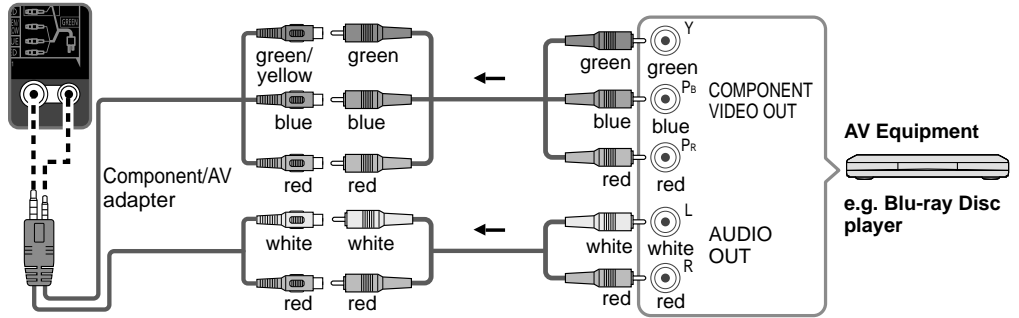 GREEN
green/
yellow
green
green
Y
green
blue
blue
blue
PB
blue
COMPONENT
VIDEO OUT
red
red
red
PR
red
Component/AV
adapter
white
white
white
L
white
AUDIO
OUT
red
red
red
R
red
AV Equipment
e.g. Blu-ray Disc
player